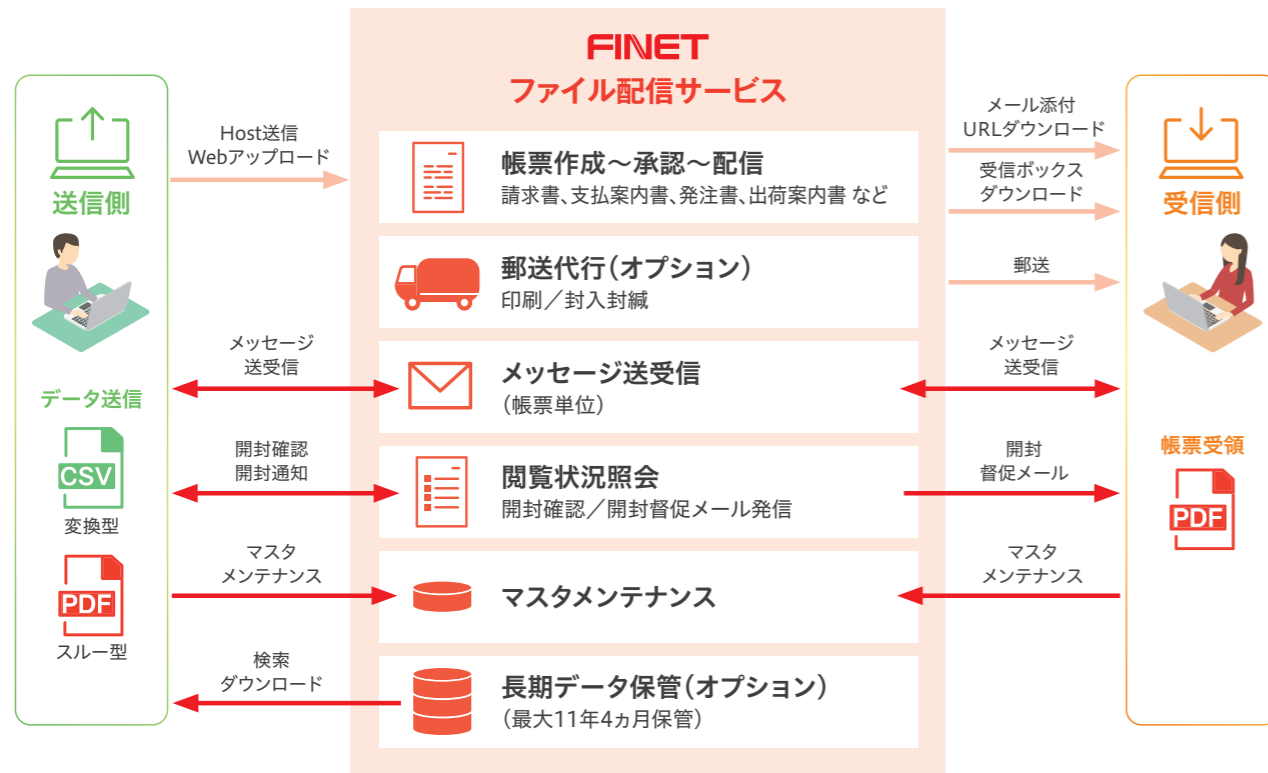 FINET
ファイル配信サービス
送信側
Host送信
Webアップロード
帳票作成～承認～配信
請求書、支払案内書、発注書、出荷案内書 など
メール添付
URLダウンロード
受信ボックス
ダウンロード
受信側
郵送代行（オプション）
印刷／封入封緘
郵送
メッセージ
送受信
メッセージ送受信
（帳票単位）
メッセージ
送受信
データ送信
CSV
変換型
開封確認
開封通知
閲覧状況照会
開封確認／開封督促メール発信
開封
督促メール
帳票受領
PDF
PDF
スルー型
マスタ
メンテナンス
マスタメンテナンス
マスタ
メンテナンス
検索
ダウンロード
長期データ保管（オプション）
（最大11年4ヵ月保管）